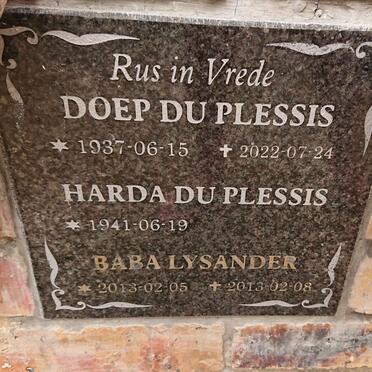 Rus in Vrede
DOEP DU PLESSIS
✶ 1937-06-15 ✝ 2022-07-24
HARDA DU PLESSIS
✶ 1941-06-19
BABA LYSANDER
✶ 2013-02-05 ✝ 2013-02-08